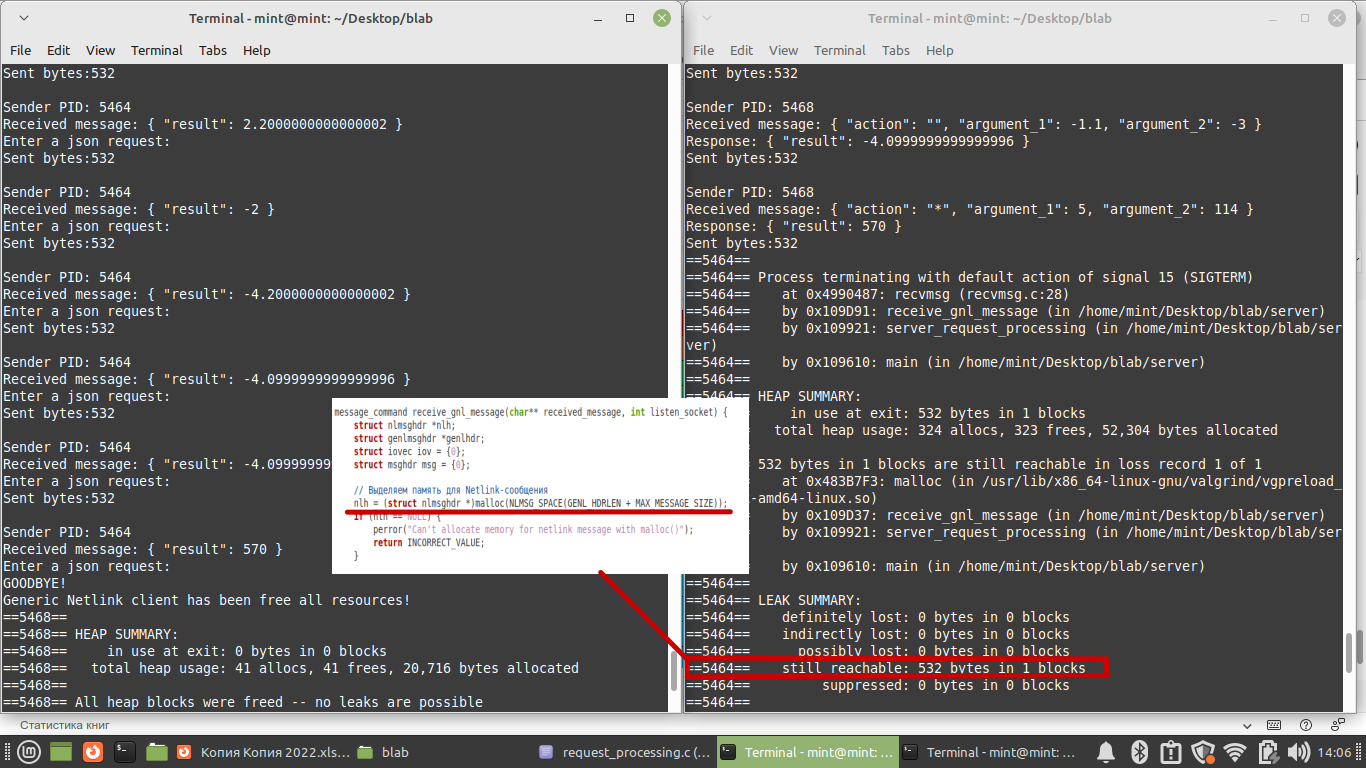 Terminal - mint@mint: ~/Desktop/blab
File Edit View Terminal Tabs Help
Sent bytes:532
Sender PID: 5464
Received message: { "result": 2.2000000000000002 }
Enter a json request:
Sent bytes:532
Sender PID: 5464
Received message: { "result": -2 }
Enter a json request:
Sent bytes:532
Sender PID: 5464
Received message: { "result": -4.2000000000000002 }
Enter a json request:
Sent bytes:532
Sender PID: 5464
Received message: { "result": -4.0999999999999996 }
Enter a json request:
Sent bytes:532
Sender PID: 5464
Received message: { "result": -4.09999999
Enter a json request:
Sent bytes:532
Sender PID: 5464
Received message: { "result": 570 }
Enter a json request:
GOODBYE!
Generic Netlink client has been free all resources!
==5468==
==5468== HEAP SUMMARY:
==5468==     in use at exit: 0 bytes in 0 blocks
==5468==   total heap usage: 41 allocs, 41 frees, 20,716 bytes allocated
==5468==
==5468== All heap blocks were freed -- no leaks are possible
message_command receive_gnl_message(char** received_message, int listen_socket) {
struct nlmsghdr *nlh;
struct genlmsghdr *genlhdr;
struct iovec iov = {0};
struct msghdr msg = {0};
// Выделяем память для Netlink-сообщения
nlh = (struct nlmsghdr *)malloc(NLMSG_SPACE(GENL_HDRLEN + MAX_MESSAGE_SIZE));
if (nlh == NULL) {
perror("Can't allocate memory for netlink message with malloc()");
return INCORRECT_VALUE;
}
Terminal - mint@mint: ~/Desktop/blab
File Edit View Terminal Tabs Help
Sent bytes:532
Sender PID: 5468
Received message: { "action": "", "argument_1": -1.1, "argument_2": -3 }
Response: { "result": -4.0999999999999996 }
Sent bytes:532
Sender PID: 5468
Received message: { "action": "*", "argument_1": 5, "argument_2": 114 }
Response: { "result": 570 }
Sent bytes:532
==5464==
==5464== Process terminating with default action of signal 15 (SIGTERM)
==5464==    at 0x4990487: recvmsg (recvmsg.c:28)
==5464==    by 0x109D91: receive_gnl_message (in /home/mint/Desktop/blab/server)
==5464==    by 0x109921: server_request_processing (in /home/mint/Desktop/blab/ser
ver)
==5464==    by 0x109610: main (in /home/mint/Desktop/blab/server)
==5464==
==5464== HEAP SUMMARY:
in use at exit: 532 bytes in 1 blocks
total heap usage: 324 allocs, 323 frees, 52,304 bytes allocated
532 bytes in 1 blocks are still reachable in loss record 1 of 1
at 0x483B7F3: malloc (in /usr/lib/x86_64-linux-gnu/valgrind/vgpreload_
-amd64-linux.so)
by 0x109D37: receive_gnl_message (in /home/mint/Desktop/blab/server)
by 0x109921: server_request_processing (in /home/mint/Desktop/blab/ser
by 0x109610: main (in /home/mint/Desktop/blab/server)
==5464==
==5464== LEAK SUMMARY:
==5464==    definitely lost: 0 bytes in 0 blocks
==5464==    indirectly lost: 0 bytes in 0 blocks
==5464==      possibly lost: 0 bytes in 0 blocks
==5464==    still reachable: 532 bytes in 1 blocks
==5464==         suppressed: 0 bytes in 0 blocks
==5464==
Статистика книг
Копия Копия 2022.xls... blab request_processing.c (... Terminal - mint@mint: ... Terminal - mint@mint: ... 14:06